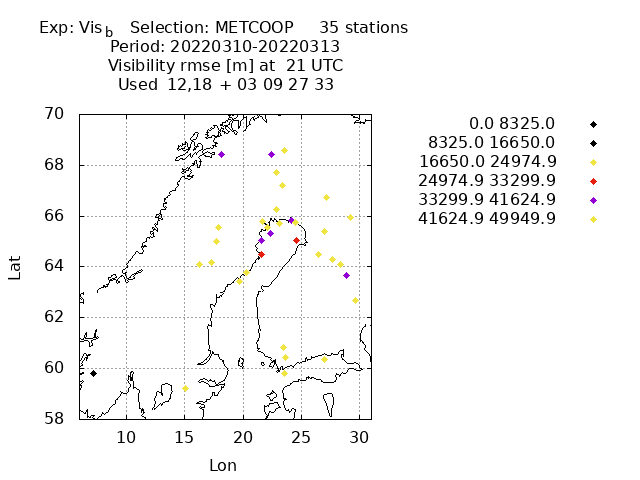 Exp: Vis_b   Selection: METCOOP     35 stations
Period: 20220310-20220313
Visibility rmse [m] at  21 UTC
Used  12,18 + 03 09 27 33
0.0 8325.0
8325.0 16650.0
16650.0 24974.9
24974.9 33299.9
33299.9 41624.9
41624.9 49949.9
70
68
66
64
62
60
58
Lat
10 15 20 25 30
Lon